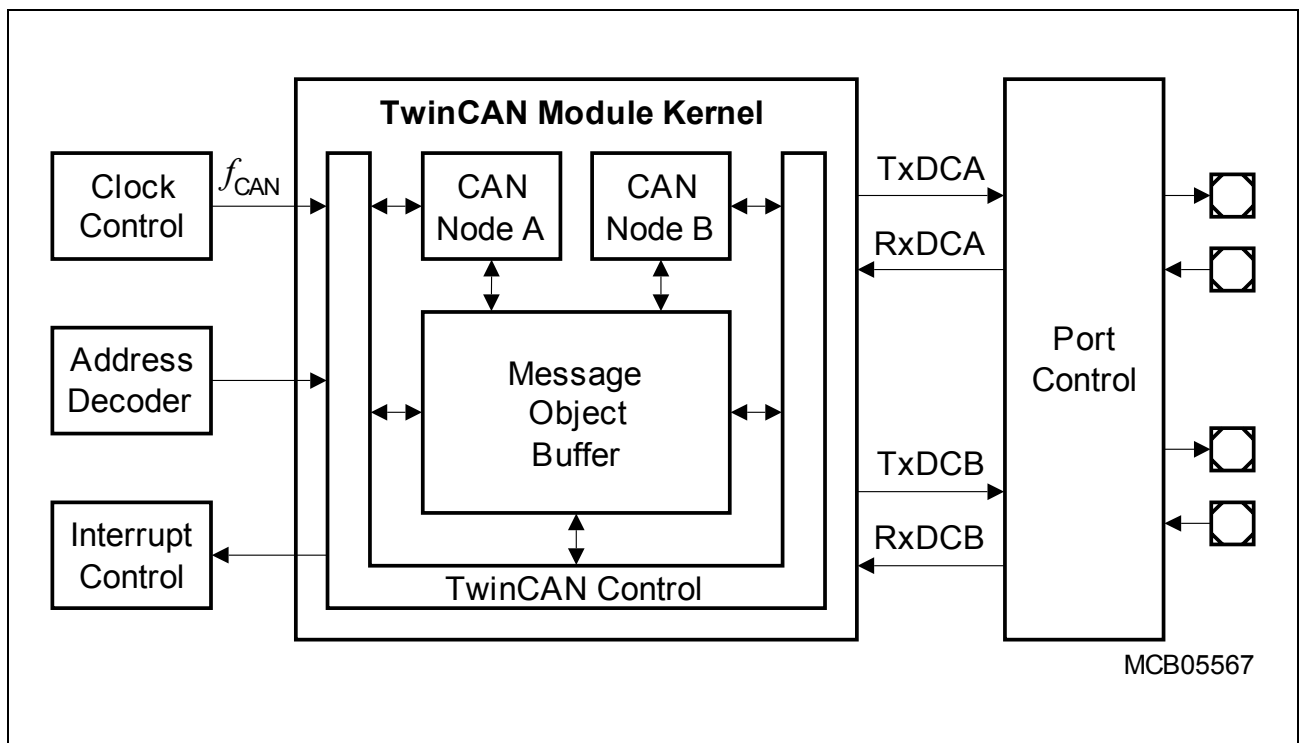 TwinCAN Module Kernel
Clock
Control
fCAN
CAN
Node A
CAN
Node B
TxDCA
RxDCA
Address
Decoder
Message
Object
Buffer
Port
Control
TxDCB
RxDCB
Interrupt
Control
TwinCAN Control
MCB05567